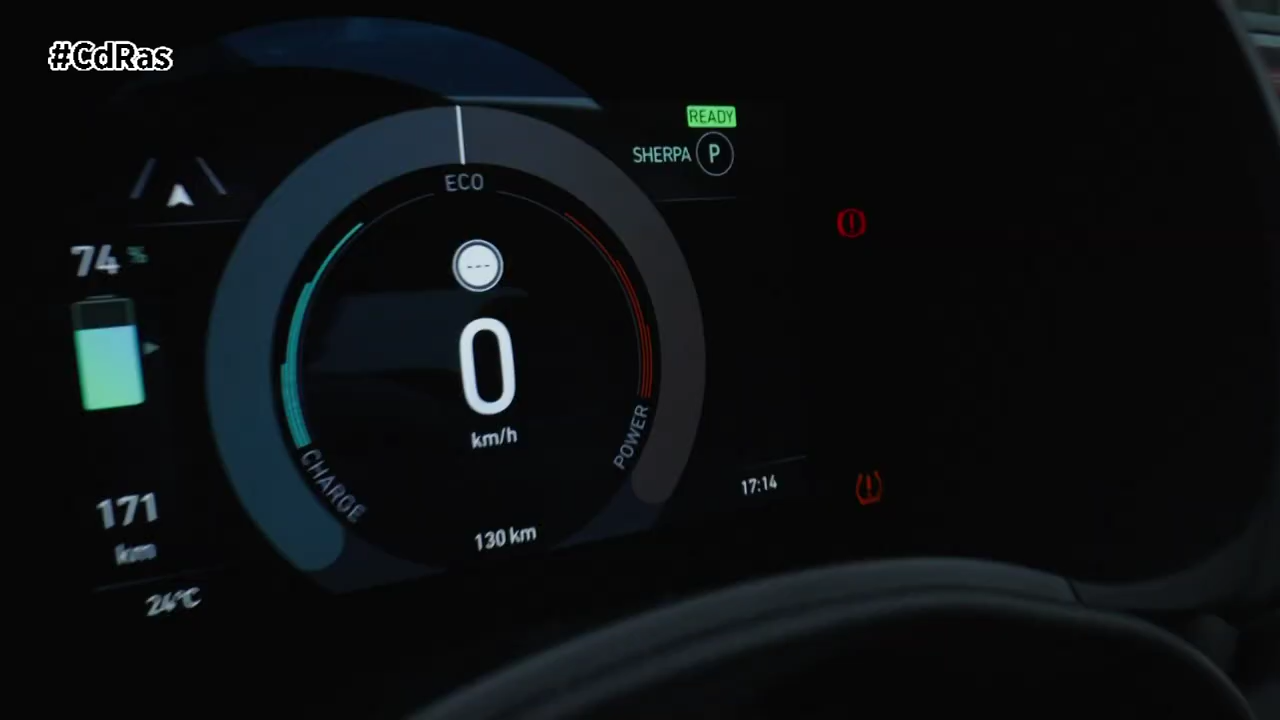 #CdRas
READY
SHERPA P
ECO
74 %
---
0
km/h
CHARGE
POWER
17:14
171
km
130 km
24°C